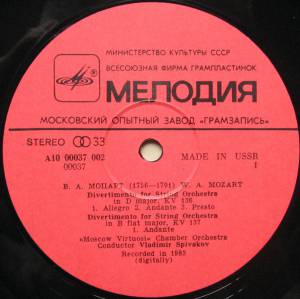 МИНИСТЕРСТВО КУЛЬТУРЫ СССР
ВСЕСОЮЗНАЯ ФИРМА ГРАМПЛАСТИНОК
МЕЛОДИЯ
МОСКОВСКИЙ ОПЫТНЫЙ ЗАВОД «ГРАМЗАПИСЬ»
STEREO 33
A10 00037 002 MADE IN USSR
00037 1
В. А. МОЦАРТ (1756—1791) W. A. MOZART
Divertimento for String Orchestra
in D major, KV 136
1. Allegro 2. Andante 3. Presto
Divertimento for String Orchestra
in B flat major, KV 137
1. Andante
«Moscow Virtuosi» Chamber Orchestra
Conductor Vladimir Spivakov
Recorded in 1983
(digitally)